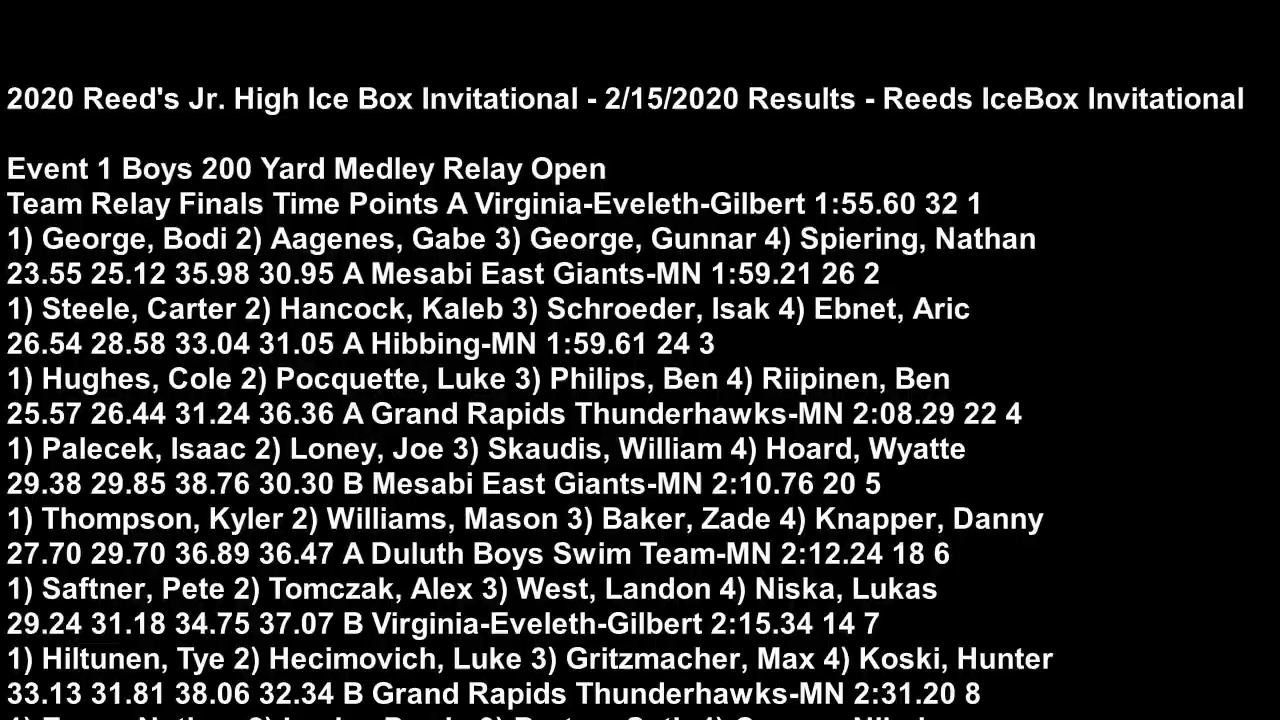 2020 Reed's Jr. High Ice Box Invitational - 2/15/2020 Results - Reeds IceBox Invitational
Event 1 Boys 200 Yard Medley Relay Open
Team Relay Finals Time Points A Virginia-Eveleth-Gilbert 1:55.60 32 1
1) George, Bodi 2) Aagenes, Gabe 3) George, Gunnar 4) Spiering, Nathan
23.55 25.12 35.98 30.95 A Mesabi East Giants-MN 1:59.21 26 2
1) Steele, Carter 2) Hancock, Kaleb 3) Schroeder, Isak 4) Ebnet, Aric
26.54 28.58 33.04 31.05 A Hibbing-MN 1:59.61 24 3
1) Hughes, Cole 2) Pocquette, Luke 3) Philips, Ben 4) Riipinen, Ben
25.57 26.44 31.24 36.36 A Grand Rapids Thunderhawks-MN 2:08.29 22 4
1) Palecek, Isaac 2) Loney, Joe 3) Skaudis, William 4) Hoard, Wyatte
29.38 29.85 38.76 30.30 B Mesabi East Giants-MN 2:10.76 20 5
1) Thompson, Kyler 2) Williams, Mason 3) Baker, Zade 4) Knapper, Danny
27.70 29.70 36.89 36.47 A Duluth Boys Swim Team-MN 2:12.24 18 6
1) Saftner, Pete 2) Tomczak, Alex 3) West, Landon 4) Niska, Lukas
29.24 31.18 34.75 37.07 B Virginia-Eveleth-Gilbert 2:15.34 14 7
1) Hiltunen, Tye 2) Hecimovich, Luke 3) Gritzmacher, Max 4) Koski, Hunter
33.13 31.81 38.06 32.34 B Grand Rapids Thunderhawks-MN 2:31.20 8